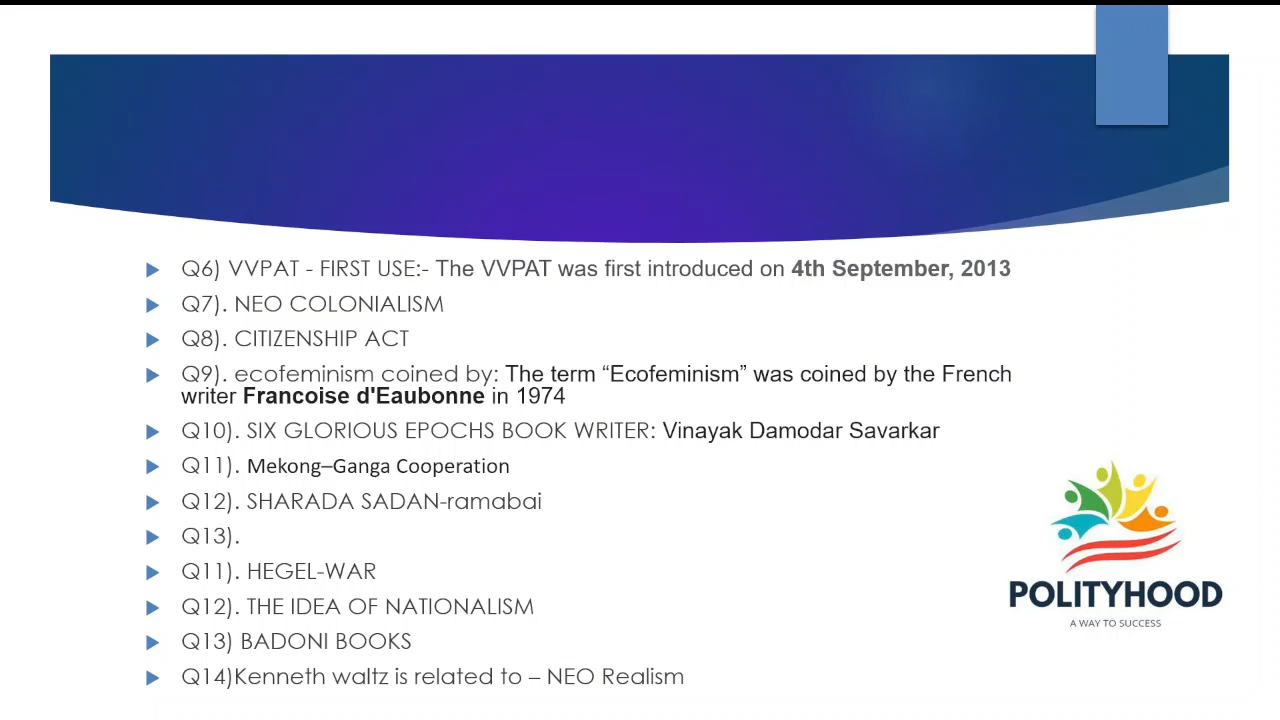 Q6) VVPAT - FIRST USE:- The VVPAT was first introduced on 4th September, 2013
Q7). NEO COLONIALISM
Q8). CITIZENSHIP ACT
Q9). ecofeminism coined by: The term “Ecofeminism” was coined by the French
writer Francoise d'Eaubonne in 1974
Q10). SIX GLORIOUS EPOCHS BOOK WRITER: Vinayak Damodar Savarkar
Q11). Mekong–Ganga Cooperation
Q12). SHARADA SADAN-ramabai
Q13).
Q11). HEGEL-WAR
Q12). THE IDEA OF NATIONALISM
Q13) BADONI BOOKS
Q14)Kenneth waltz is related to – NEO Realism
POLITYHOOD
A WAY TO SUCCESS